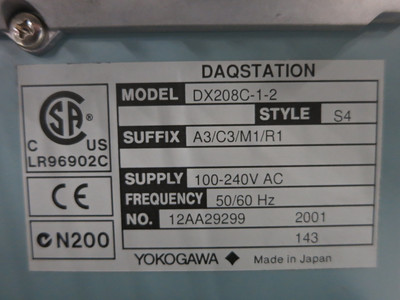 DAQSTATION
MODEL DX208C-1-2
STYLE S4
SUFFIX A3/C3/M1/R1
SUPPLY 100-240V AC
FREQUENCY 50/60 Hz
NO. 12AA29299 2001
143
YOKOGAWA Made in Japan
SA
C US
LR96902C
CE
N200